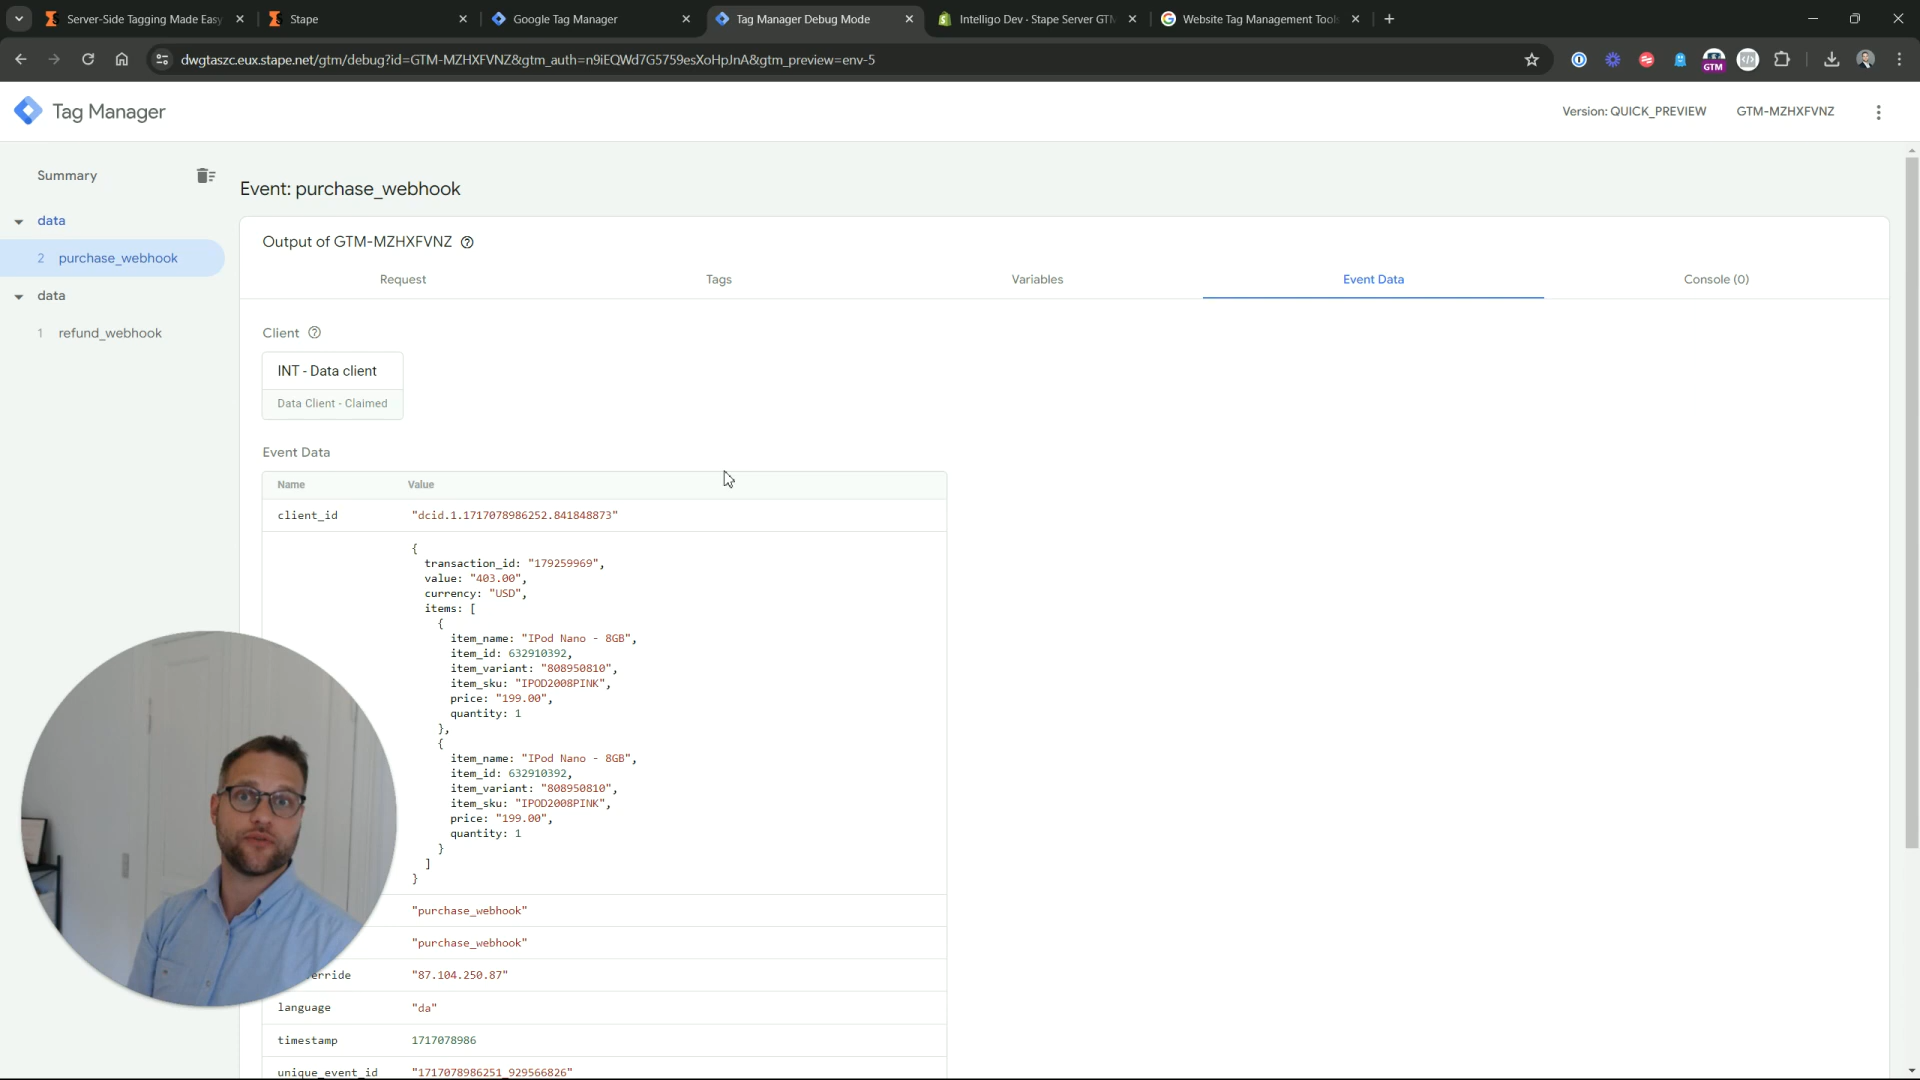 Server-Side Tagging Made Easy
Stape
Google Tag Manager
Tag Manager Debug Mode
Intelligo Dev · Stape Server GTM
Website Tag Management Tools
dwgtaszc.eux.stape.net/gtm/debug?id=GTM-MZHXFVNZ&gtm_auth=n9iEQWd7G5759esXoHpJnA&gtm_preview=env-5
GTM
Tag Manager
Version: QUICK_PREVIEW
GTM-MZHXFVNZ
Summary
data
2 purchase_webhook
data
1 refund_webhook
Event: purchase_webhook
Output of GTM-MZHXFVNZ
Request
Tags
Variables
Event Data
Console (0)
Client
INT - Data client
Data Client - Claimed
Event Data
Name Value
client_id "dcid.1.1717078986252.841848873"
{
transaction_id: "179259969",
value: "403.00",
currency: "USD",
items: [
{
item_name: "IPod Nano - 8GB",
item_id: 632910392,
item_variant: "808950810",
item_sku: "IPOD2008PINK",
price: "199.00",
quantity: 1
},
{
item_name: "IPod Nano - 8GB",
item_id: 632910392,
item_variant: "808950810",
item_sku: "IPOD2008PINK",
price: "199.00",
quantity: 1
}
]
}
"purchase_webhook"
"purchase_webhook"
erride "87.104.250.87"
language "da"
timestamp 1717078986
unique_event_id "1717078986251_929566826"